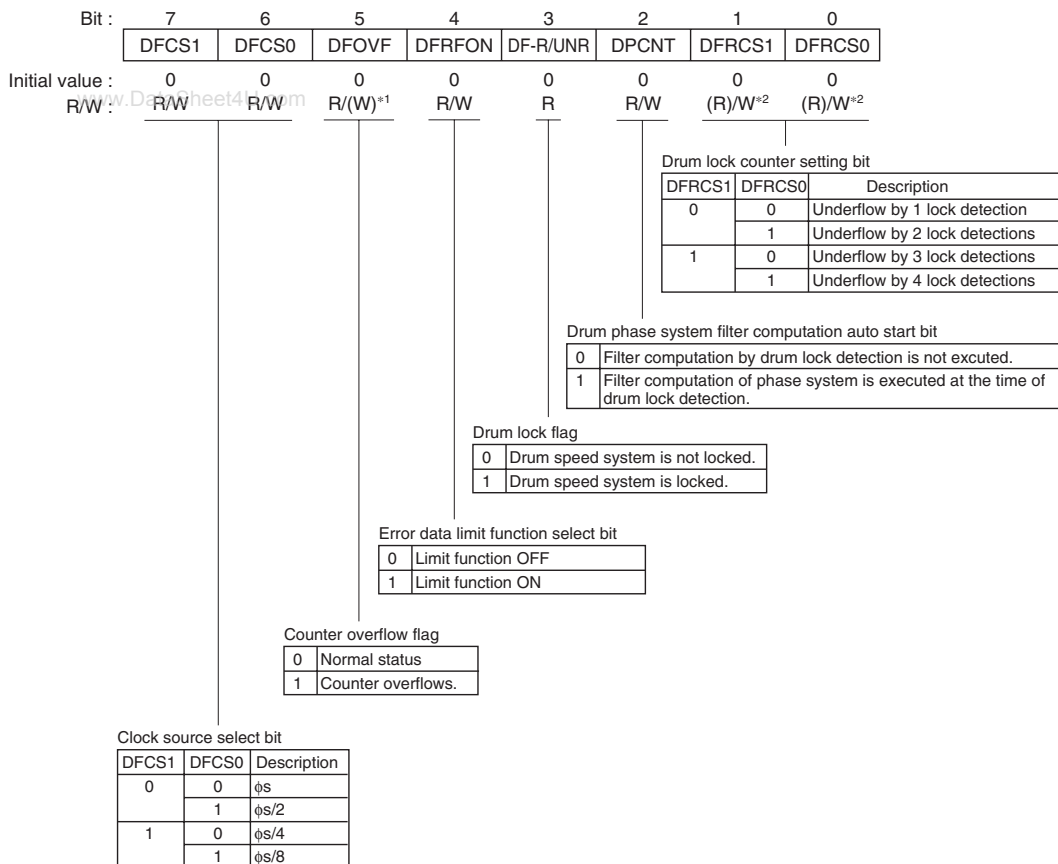 Bit : 7 6 5 4 3 2 1 0
DFCS1 DFCS0 DFOVF DFRFON DF-R/UNR DPCNT DFRCS1 DFRCS0
Initial value : 0 0 0 0 0 0 0 0
R/W : R/W R/W R/(W)*1 R/W R R/W (R)/W*2 (R)/W*2
www.DataSheet4U.com
Drum lock counter setting bit
DFRCS1 DFRCS0 Description
0 0 Underflow by 1 lock detection
1 Underflow by 2 lock detections
1 0 Underflow by 3 lock detections
1 Underflow by 4 lock detections
Drum phase system filter computation auto start bit
0 Filter computation by drum lock detection is not excuted.
1 Filter computation of phase system is executed at the time of
drum lock detection.
Drum lock flag
0 Drum speed system is not locked.
1 Drum speed system is locked.
Error data limit function select bit
0 Limit function OFF
1 Limit function ON
Counter overflow flag
0 Normal status
1 Counter overflows.
Clock source select bit
DFCS1 DFCS0 Description
0 0 ϕs
1 ϕs/2
1 0 ϕs/4
1 ϕs/8